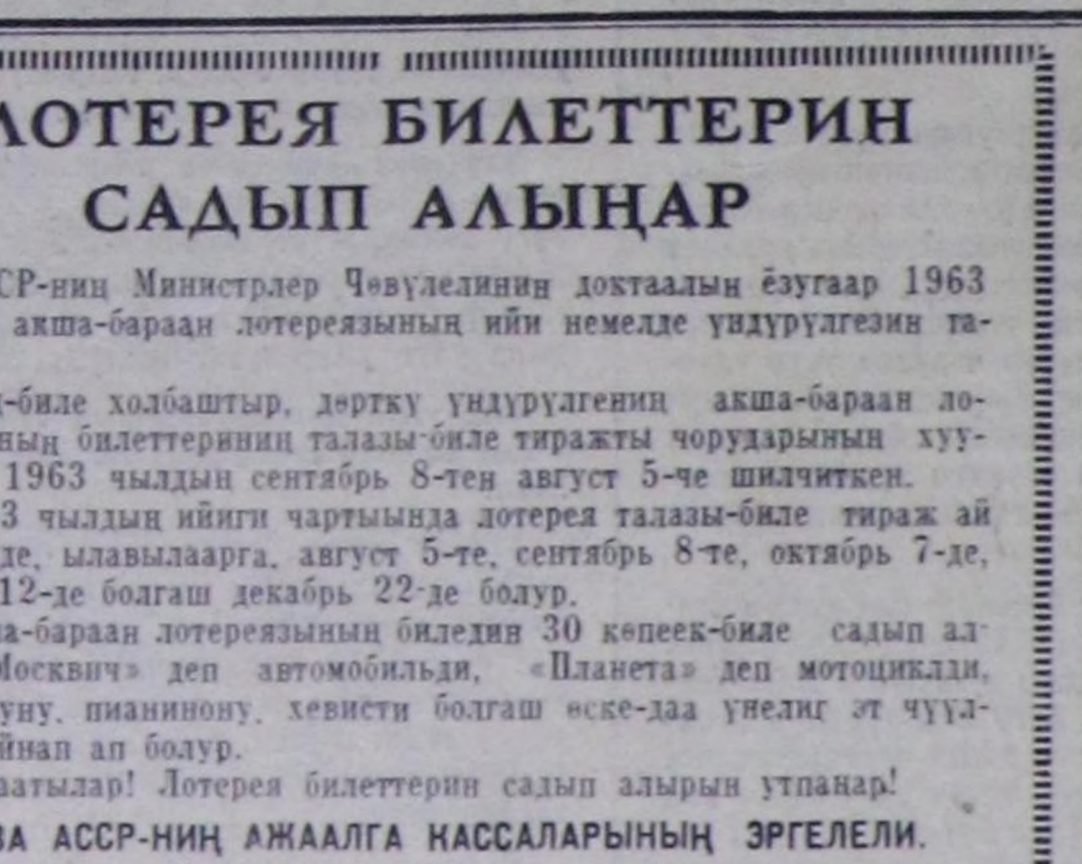 ЛОТЕРЕЯ БИЛЕТТЕРИН
САДЫП АЛЫҢАР
СР-ниң Министрлер Чөвүлелиниң доктаалын ёзугаар 1963
акша-бараан лотереязының ийи немелде үндүрүлгезин та-
-биле холбаштыр, дөрткү үндүрүлгениң акша-бараан ло-
ның билеттериниң талазы-биле тиражты чорударының хуу-
1963 чылдың сентябрь 8-тен август 5-че шилчиткен.
3 чылдың ийиги чартыында лотерея талазы-биле тираж ай
де, ылавылаарга, август 5-те, сентябрь 8-те, октябрь 7-де,
12-де болгаш декабрь 22-де болур.
а-бараан лотереязының биледин 30 көпеек-биле садып ал-
Москвич» деп автомобильди, «Планета» деп мотоциклди,
уну, пианинону, хевисти болгаш өске-даа үнелиг эт чүүл-
йнап ап болур.
аатылар! Лотерея билеттерин садып алырын утпаңар!
ВА АССР-НИҢ АЖААЛГА КАССАЛАРЫНЫҢ ЭРГЕЛЕЛИ.